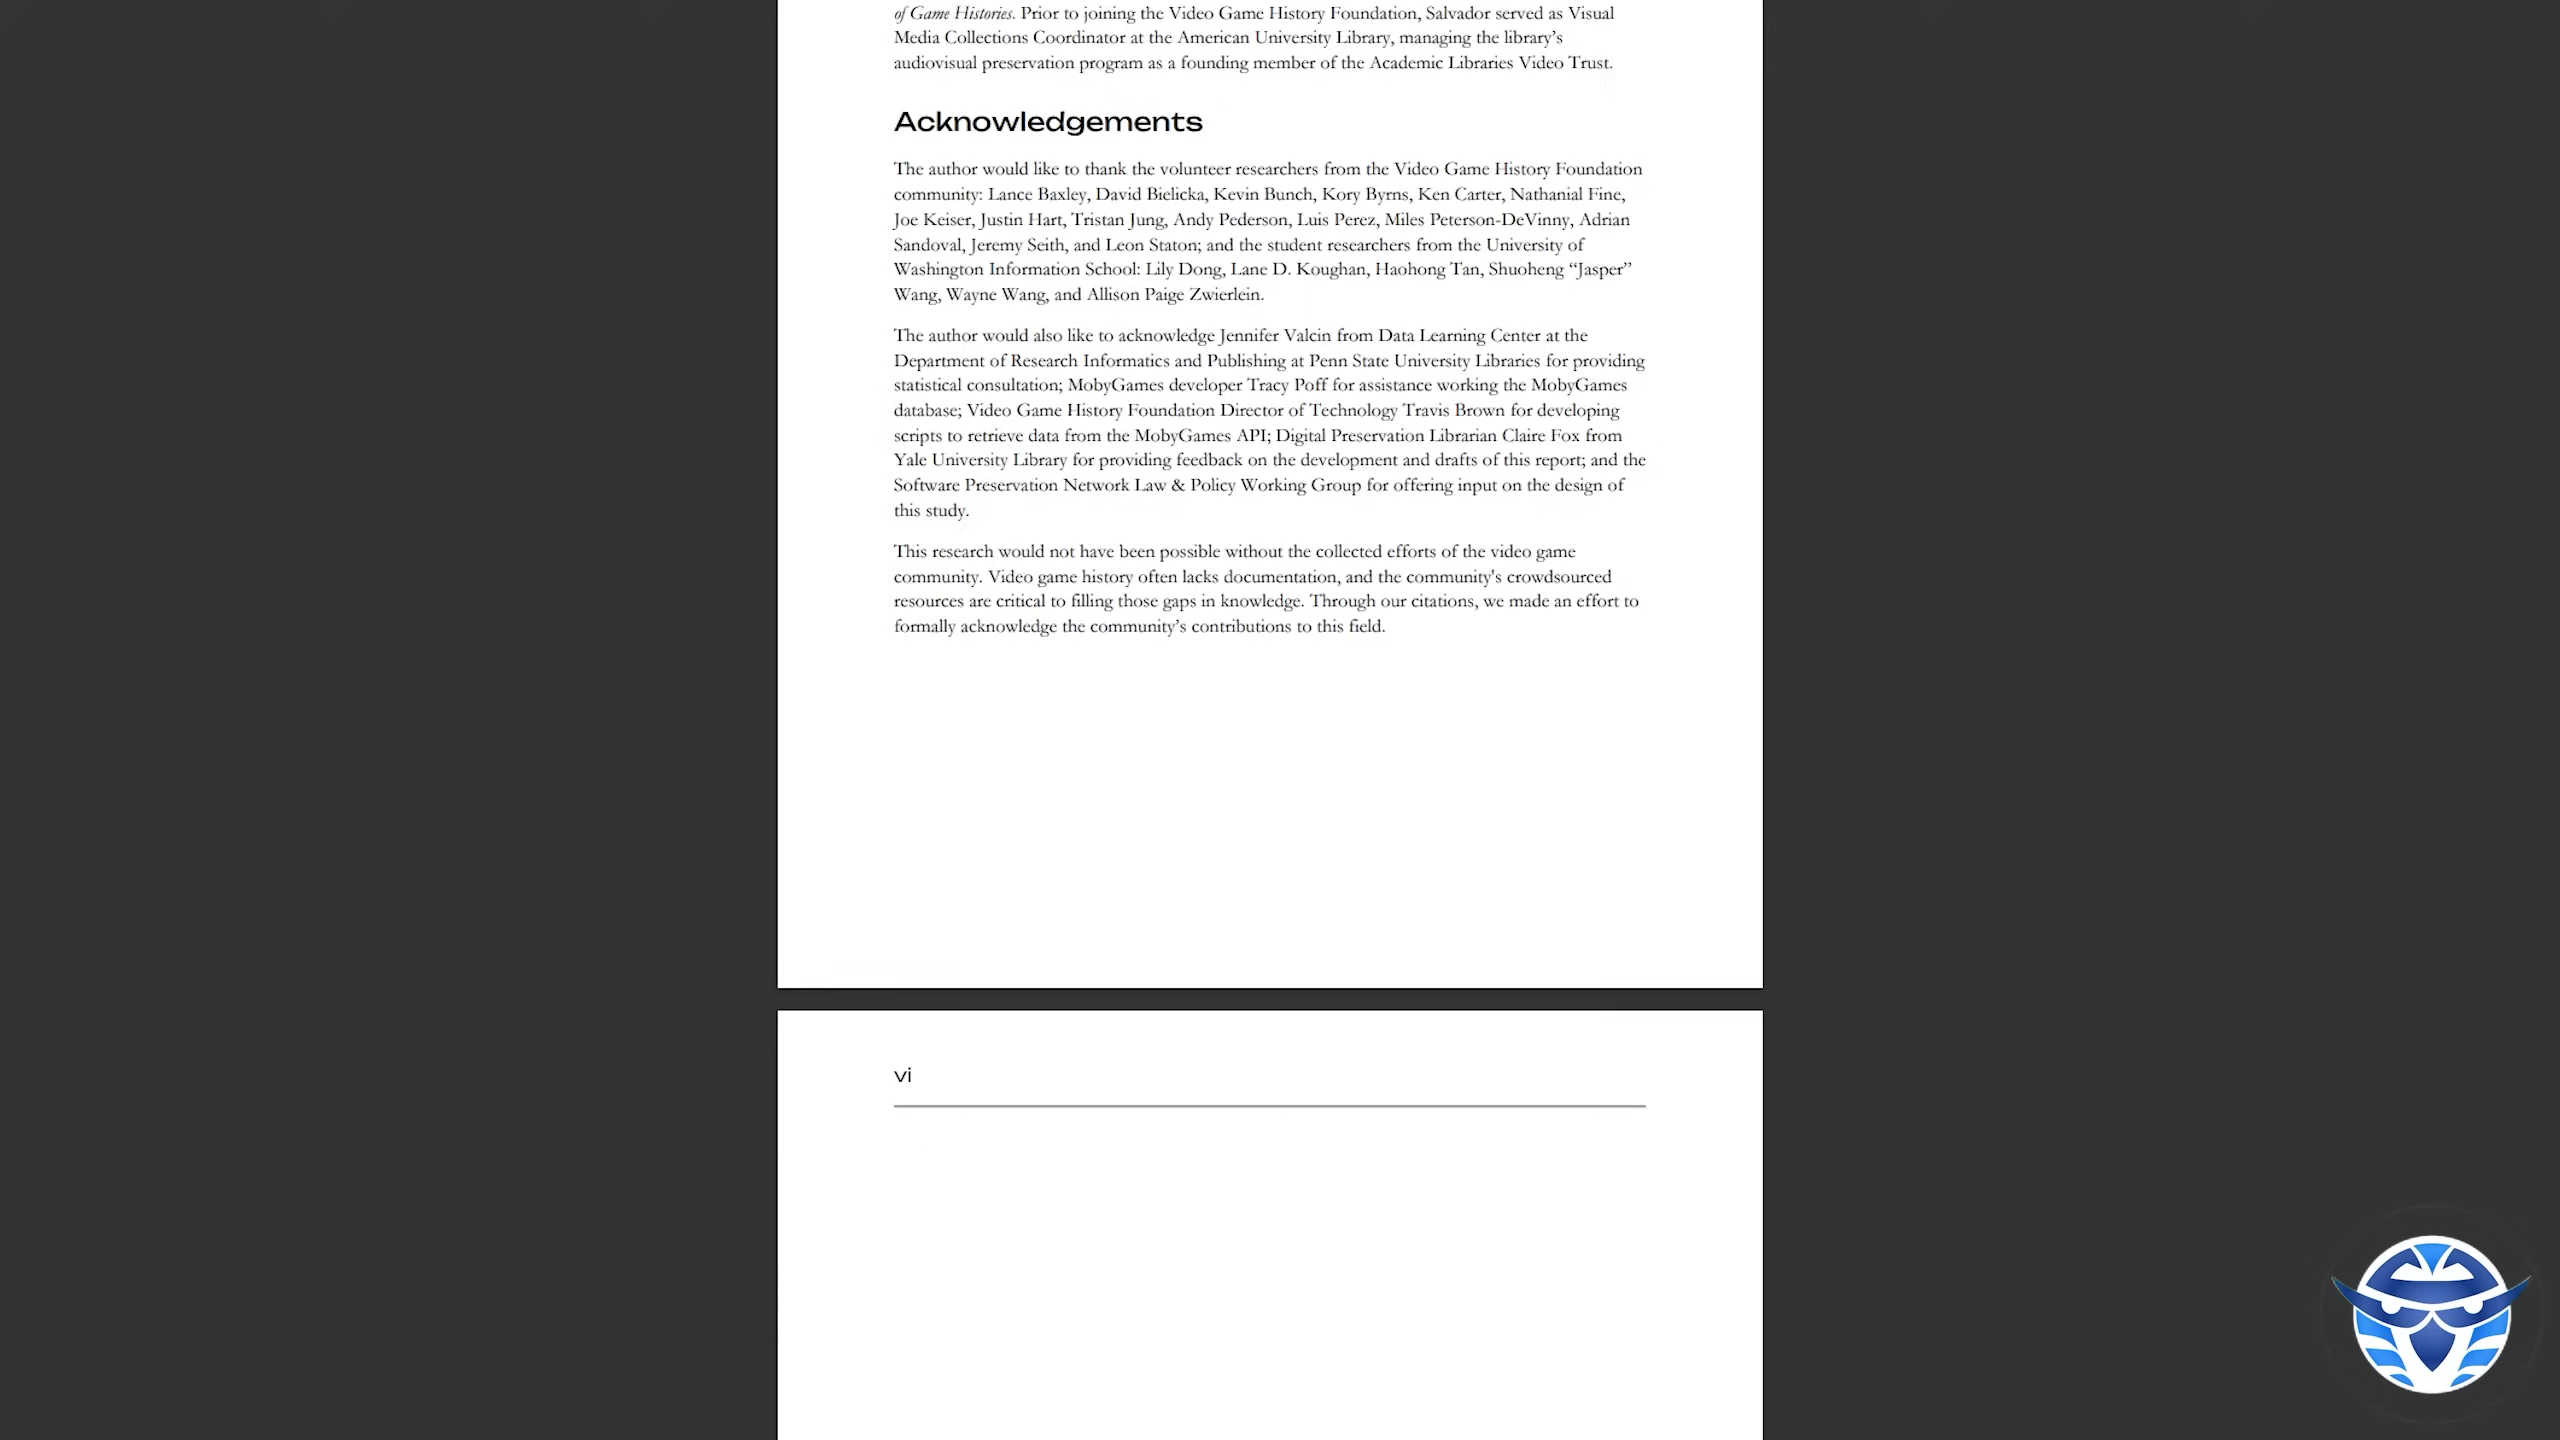 of Game Histories. Prior to joining the Video Game History Foundation, Salvador served as Visual
Media Collections Coordinator at the American University Library, managing the library’s
audiovisual preservation program as a founding member of the Academic Libraries Video Trust.
Acknowledgements
The author would like to thank the volunteer researchers from the Video Game History Foundation
community: Lance Baxley, David Bielicka, Kevin Bunch, Kory Byrns, Ken Carter, Nathanial Fine,
Joe Keiser, Justin Hart, Tristan Jung, Andy Pederson, Luis Perez, Miles Peterson-DeVinny, Adrian
Sandoval, Jeremy Seith, and Leon Staton; and the student researchers from the University of
Washington Information School: Lily Dong, Lane D. Koughan, Haohong Tan, Shuoheng “Jasper”
Wang, Wayne Wang, and Allison Paige Zwierlein.
The author would also like to acknowledge Jennifer Valcin from Data Learning Center at the
Department of Research Informatics and Publishing at Penn State University Libraries for providing
statistical consultation; MobyGames developer Tracy Poff for assistance working the MobyGames
database; Video Game History Foundation Director of Technology Travis Brown for developing
scripts to retrieve data from the MobyGames API; Digital Preservation Librarian Claire Fox from
Yale University Library for providing feedback on the development and drafts of this report; and the
Software Preservation Network Law & Policy Working Group for offering input on the design of
this study.
This research would not have been possible without the collected efforts of the video game
community. Video game history often lacks documentation, and the community's crowdsourced
resources are critical to filling those gaps in knowledge. Through our citations, we made an effort to
formally acknowledge the community’s contributions to this field.
vi